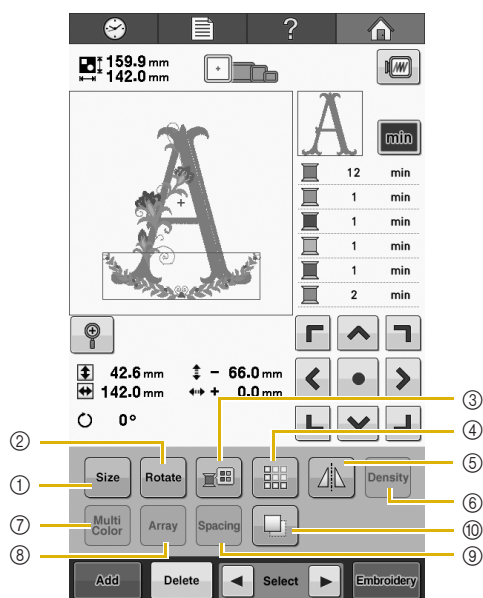 ?
159.9 mm
142.0 mm
A
A
min
12 min
1 min
1 min
1 min
1 min
2 min
42.6 mm − 66.0 mm
142.0 mm + 0.0 mm
0°
③
②
④
Size Rotate Density
⑤
①
⑥
Multi Color Array Spacing
⑦
⑩
⑧
⑨
Add Delete Select Embroidery